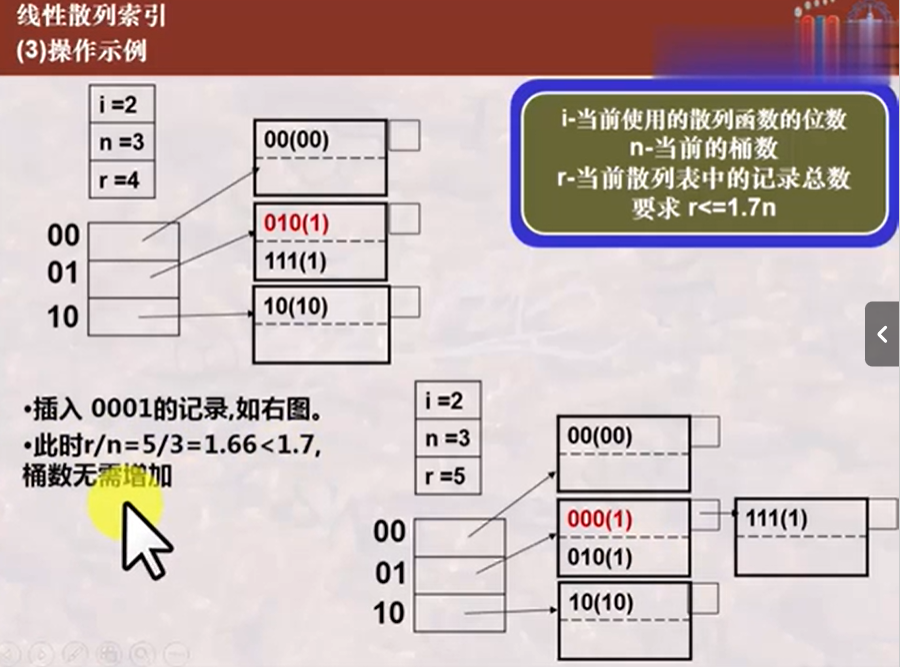 线性散列索引
(3)操作示例
i =2
n =3
r =4
i-当前使用的散列函数的位数
n-当前的桶数
r-当前散列表中的记录总数
要求 r<=1.7n
00
01
10
00(00)
010(1)
111(1)
10(10)
•插入 0001的记录,如右图。
•此时r/n=5/3=1.66<1.7,
桶数无需增加
i =2
n =3
r =5
00
01
10
00(00)
000(1)
010(1)
111(1)
10(10)